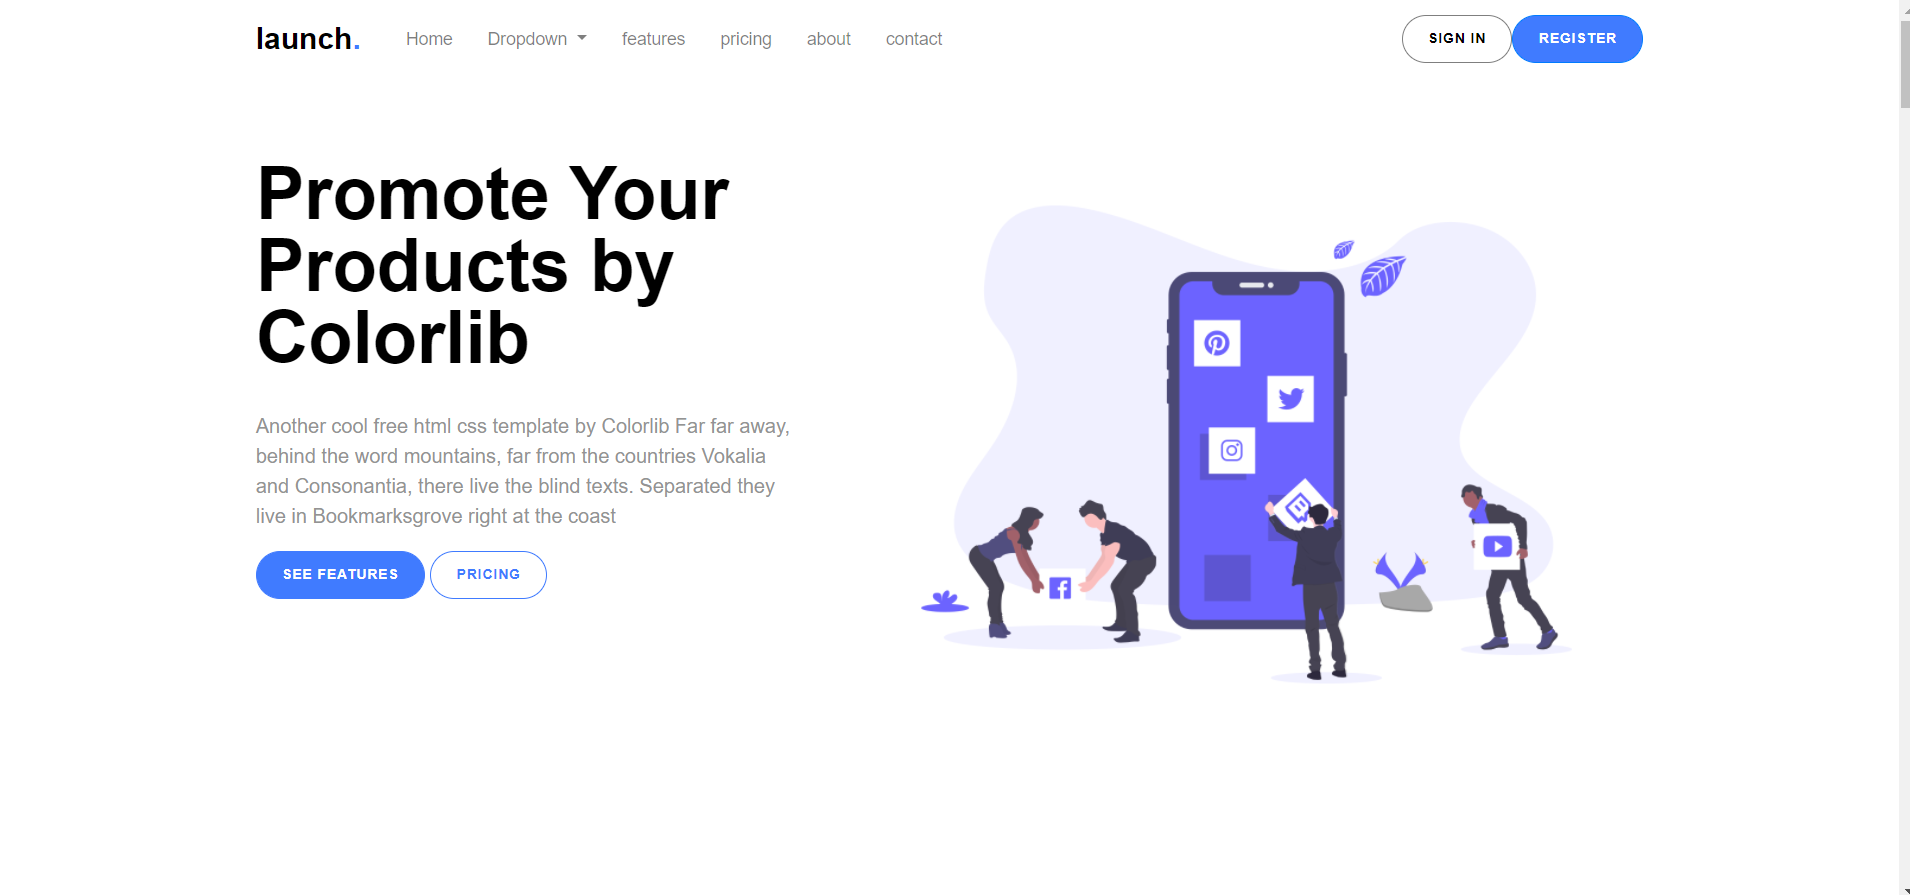 launch.
Home Dropdown features pricing about contact
SIGN IN REGISTER
Promote Your
Products by
Colorlib
Another cool free html css template by Colorlib Far far away,
behind the word mountains, far from the countries Vokalia
and Consonantia, there live the blind texts. Separated they
live in Bookmarksgrove right at the coast
SEE FEATURES PRICING